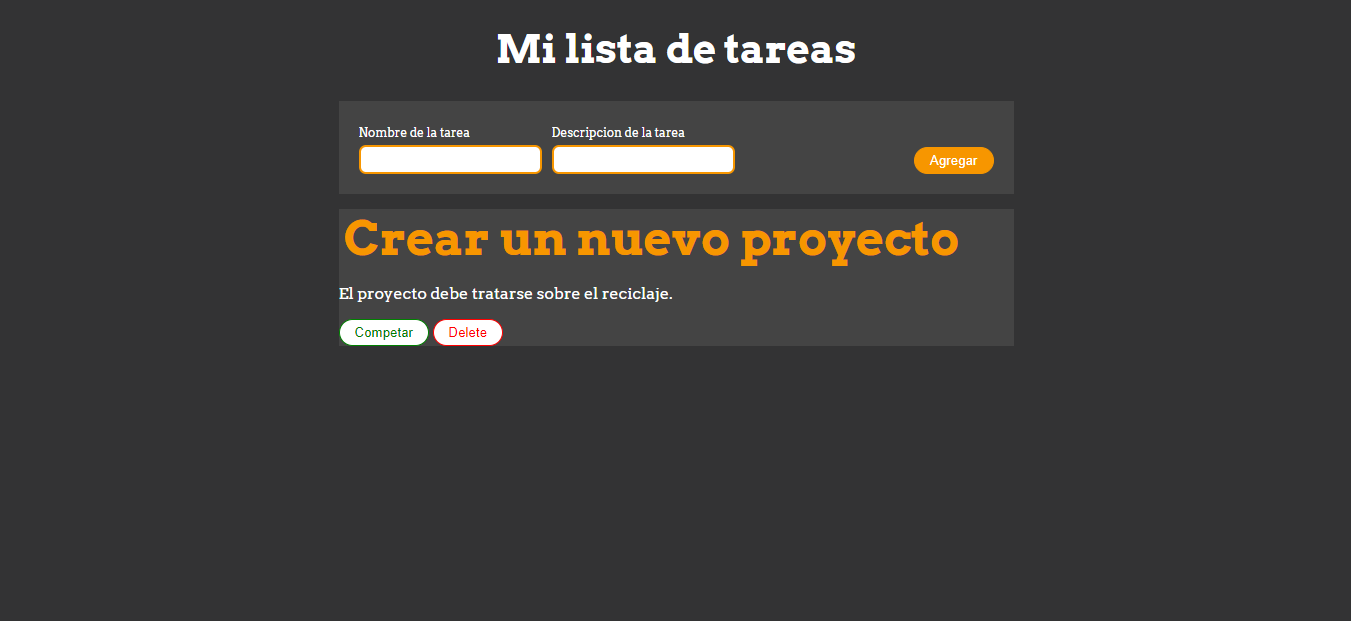 Mi lista de tareas
Nombre de la tarea Descripcion de la tarea
Agregar
Crear un nuevo proyecto
El proyecto debe tratarse sobre el reciclaje.
Competar Delete